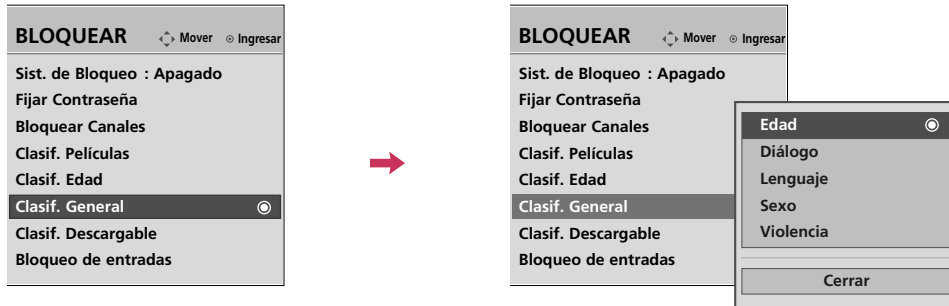 BLOQUEAR Mover Ingresar
Sist. de Bloqueo : Apagado
Fijar Contraseña
Bloquear Canales
Clasif. Películas
Clasif. Edad
Clasif. General
Clasif. Descargable
Bloqueo de entradas
BLOQUEAR Mover Ingresar
Sist. de Bloqueo : Apagado
Fijar Contraseña
Bloquear Canales
Clasif. Películas
Clasif. Edad
Clasif. General
Clasif. Descargable
Bloqueo de entradas
Edad
Diálogo
Lenguaje
Sexo
Violencia
Cerrar